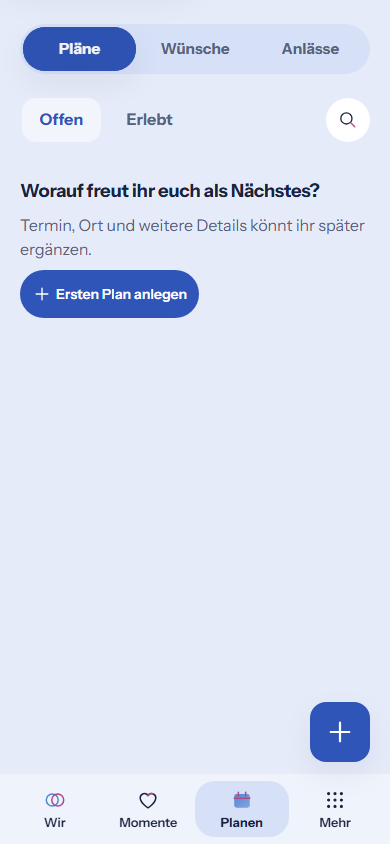 Pläne
Wünsche
Anlässe
Offen
Erlebt
Worauf freut ihr euch als Nächstes?
Termin, Ort und weitere Details könnt ihr später
ergänzen.
Ersten Plan anlegen
Wir
Momente
Planen
Mehr